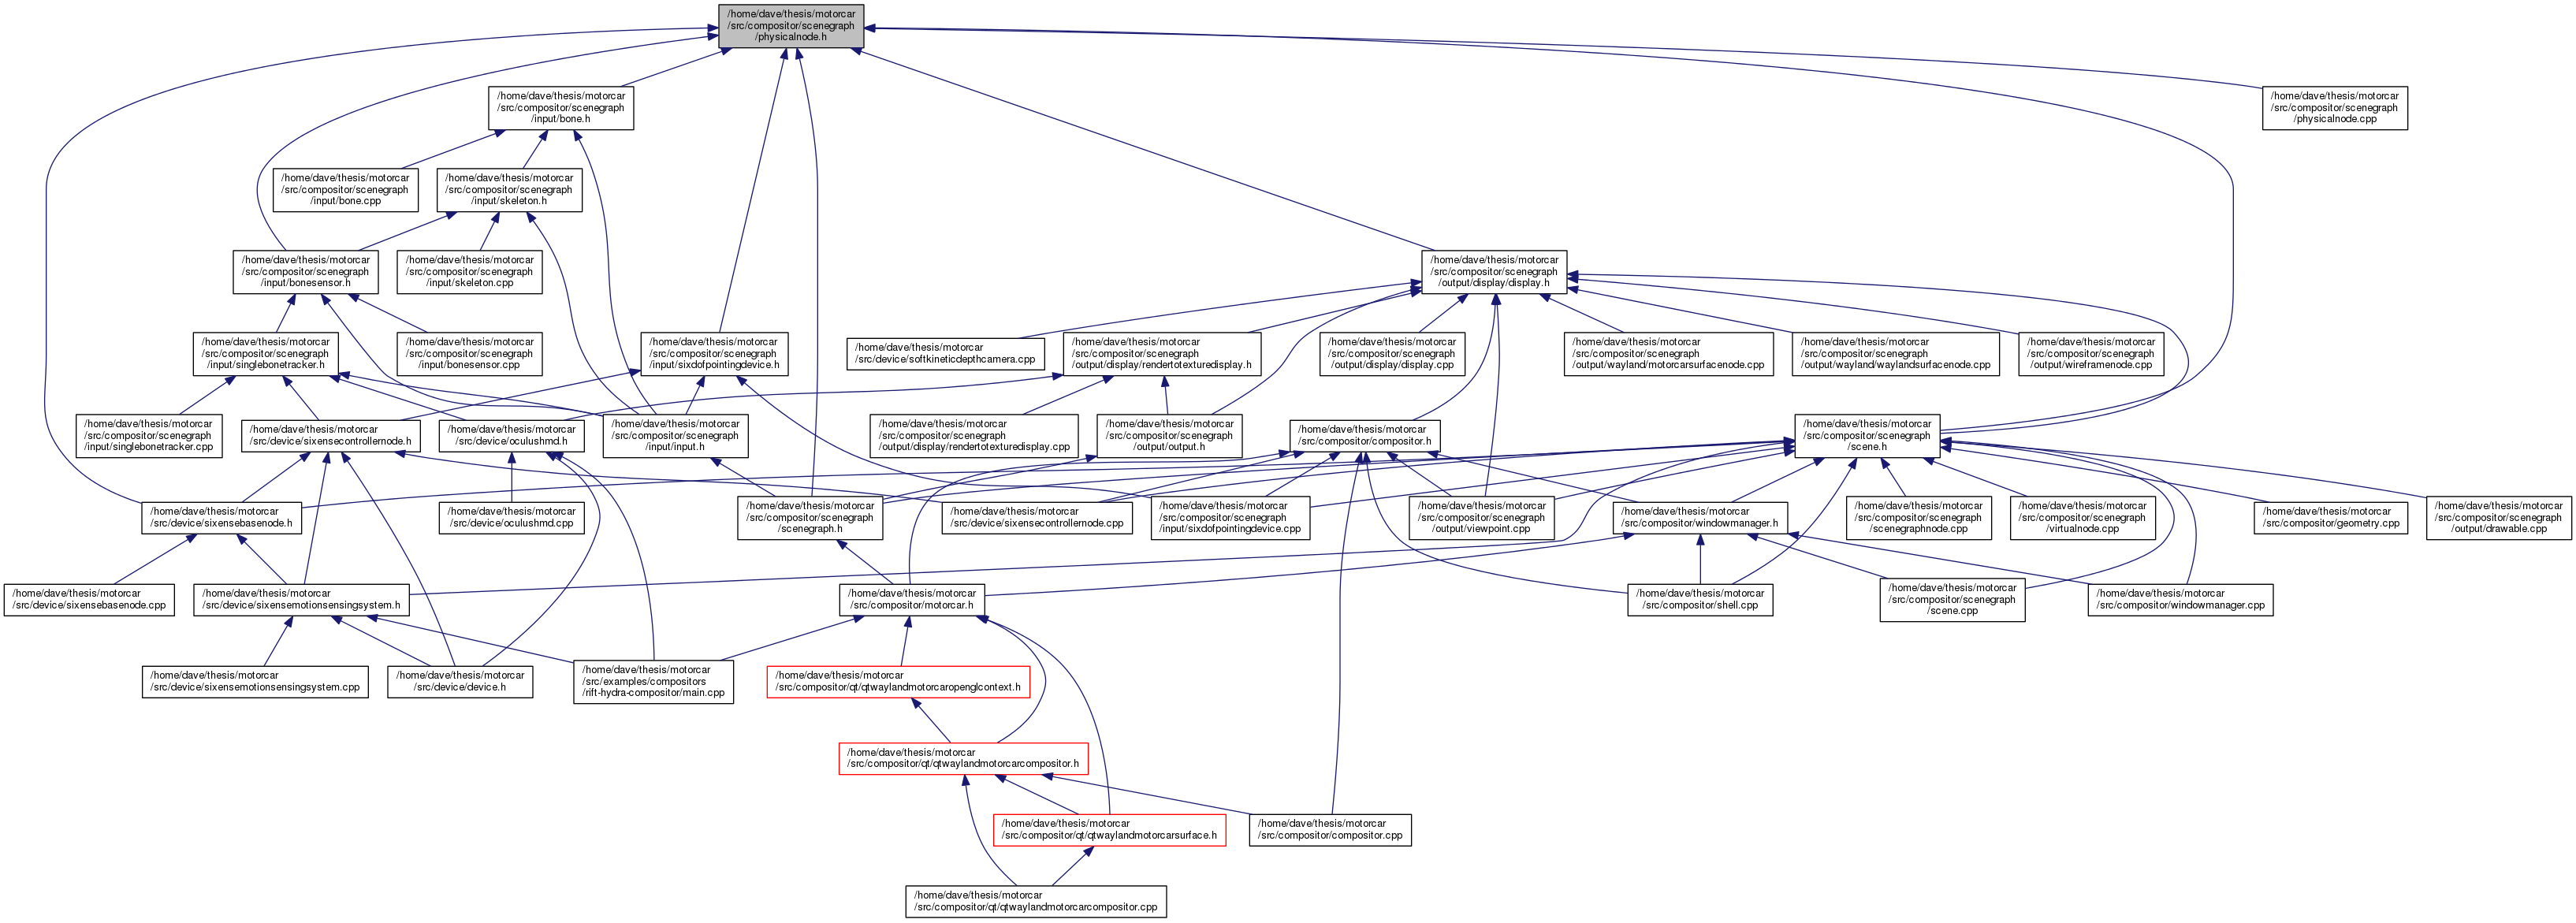 /home/dave/thesis/motorcar
/src/compositor/scenegraph
/physicalnode.h
/home/dave/thesis/motorcar
/src/compositor/scenegraph
/input/bone.h
/home/dave/thesis/motorcar
/src/compositor/scenegraph
/physicalnode.cpp
/home/dave/thesis/motorcar
/src/compositor/scenegraph
/input/bone.cpp
/home/dave/thesis/motorcar
/src/compositor/scenegraph
/input/skeleton.h
/home/dave/thesis/motorcar
/src/compositor/scenegraph
/input/bonesensor.h
/home/dave/thesis/motorcar
/src/compositor/scenegraph
/input/skeleton.cpp
/home/dave/thesis/motorcar
/src/compositor/scenegraph
/output/display/display.h
/home/dave/thesis/motorcar
/src/compositor/scenegraph
/input/singlebonetracker.h
/home/dave/thesis/motorcar
/src/compositor/scenegraph
/input/bonesensor.cpp
/home/dave/thesis/motorcar
/src/compositor/scenegraph
/input/sixdofpointingdevice.h
/home/dave/thesis/motorcar
/src/device/softkineticdepthcamera.cpp
/home/dave/thesis/motorcar
/src/compositor/scenegraph
/output/display/rendertotexturedisplay.h
/home/dave/thesis/motorcar
/src/compositor/scenegraph
/output/display/display.cpp
/home/dave/thesis/motorcar
/src/compositor/scenegraph
/output/wayland/motorcarsurfacenode.cpp
/home/dave/thesis/motorcar
/src/compositor/scenegraph
/output/wayland/waylandsurfacenode.cpp
/home/dave/thesis/motorcar
/src/compositor/scenegraph
/output/wireframenode.cpp
/home/dave/thesis/motorcar
/src/compositor/scenegraph
/input/singlebonetracker.cpp
/home/dave/thesis/motorcar
/src/device/sixensecontrollernode.h
/home/dave/thesis/motorcar
/src/device/oculushmd.h
/home/dave/thesis/motorcar
/src/compositor/scenegraph
/input/input.h
/home/dave/thesis/motorcar
/src/compositor/scenegraph
/output/display/rendertotexturedisplay.cpp
/home/dave/thesis/motorcar
/src/compositor/scenegraph
/output/output.h
/home/dave/thesis/motorcar
/src/compositor/compositor.h
/home/dave/thesis/motorcar
/src/compositor/scenegraph
/scene.h
/home/dave/thesis/motorcar
/src/device/sixensebasenode.h
/home/dave/thesis/motorcar
/src/device/oculushmd.cpp
/home/dave/thesis/motorcar
/src/compositor/scenegraph
/scenegraph.h
/home/dave/thesis/motorcar
/src/device/sixensecontrollernode.cpp
/home/dave/thesis/motorcar
/src/compositor/scenegraph
/input/sixdofpointingdevice.cpp
/home/dave/thesis/motorcar
/src/compositor/scenegraph
/output/viewpoint.cpp
/home/dave/thesis/motorcar
/src/compositor/windowmanager.h
/home/dave/thesis/motorcar
/src/compositor/scenegraph
/scenegraphnode.cpp
/home/dave/thesis/motorcar
/src/compositor/scenegraph
/virtualnode.cpp
/home/dave/thesis/motorcar
/src/compositor/geometry.cpp
/home/dave/thesis/motorcar
/src/compositor/scenegraph
/output/drawable.cpp
/home/dave/thesis/motorcar
/src/device/sixensebasenode.cpp
/home/dave/thesis/motorcar
/src/device/sixensemotionsensingsystem.h
/home/dave/thesis/motorcar
/src/compositor/motorcar.h
/home/dave/thesis/motorcar
/src/compositor/shell.cpp
/home/dave/thesis/motorcar
/src/compositor/scenegraph
/scene.cpp
/home/dave/thesis/motorcar
/src/compositor/windowmanager.cpp
/home/dave/thesis/motorcar
/src/device/sixensemotionsensingsystem.cpp
/home/dave/thesis/motorcar
/src/device/device.h
/home/dave/thesis/motorcar
/src/examples/compositors
/rift-hydra-compositor/main.cpp
/home/dave/thesis/motorcar
/src/compositor/qt/qtwaylandmotorcaropenglcontext.h
/home/dave/thesis/motorcar
/src/compositor/qt/qtwaylandmotorcarcompositor.h
/home/dave/thesis/motorcar
/src/compositor/qt/qtwaylandmotorcarsurface.h
/home/dave/thesis/motorcar
/src/compositor/compositor.cpp
/home/dave/thesis/motorcar
/src/compositor/qt/qtwaylandmotorcarcompositor.cpp